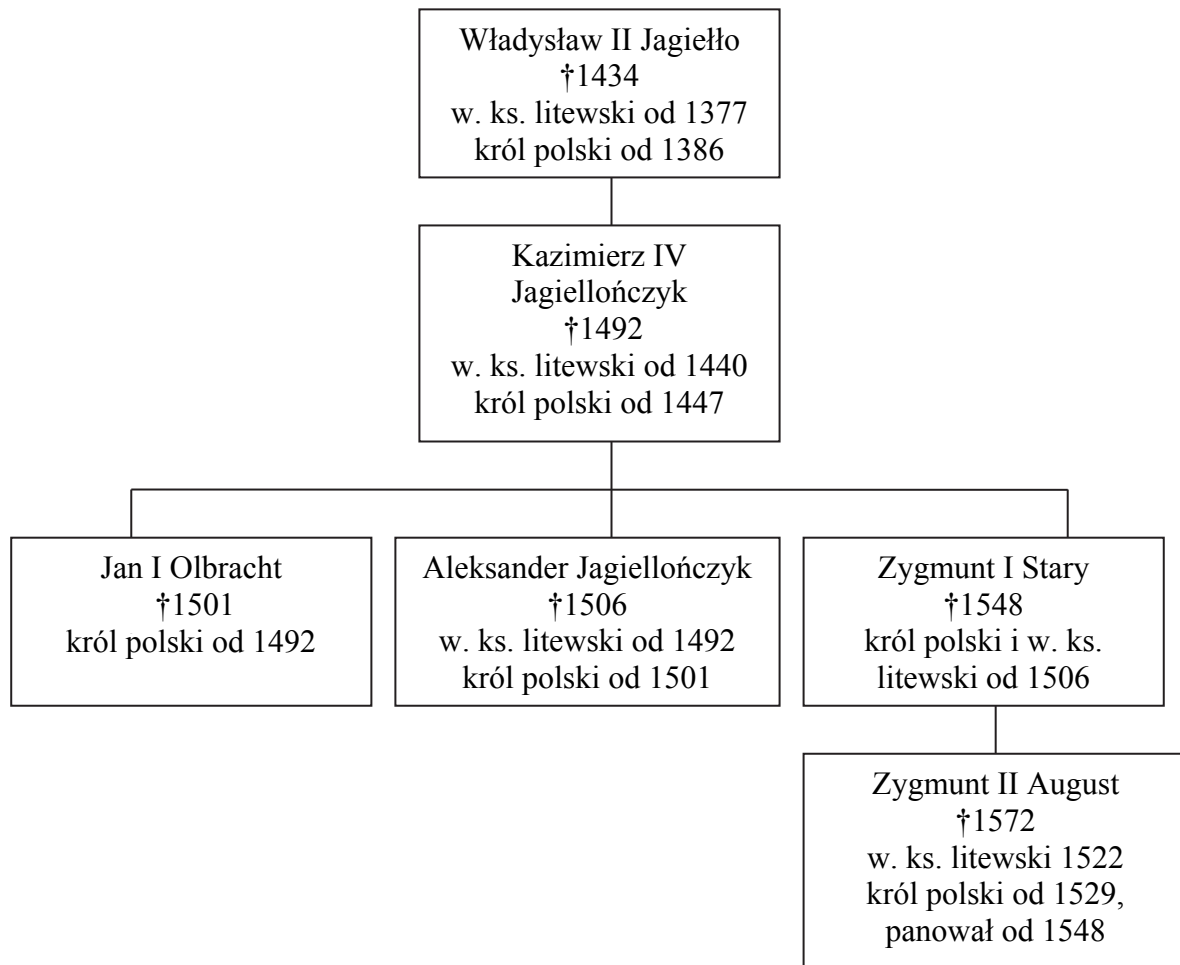 Władysław II Jagiełło
†1434
w. ks. litewski od 1377
król polski od 1386
Kazimierz IV
Jagiellończyk
†1492
w. ks. litewski od 1440
król polski od 1447
Jan I Olbracht
†1501
król polski od 1492
Aleksander Jagiellończyk
†1506
w. ks. litewski od 1492
król polski od 1501
Zygmunt I Stary
†1548
król polski i w. ks.
litewski od 1506
Zygmunt II August
†1572
w. ks. litewski 1522
król polski od 1529,
panował od 1548